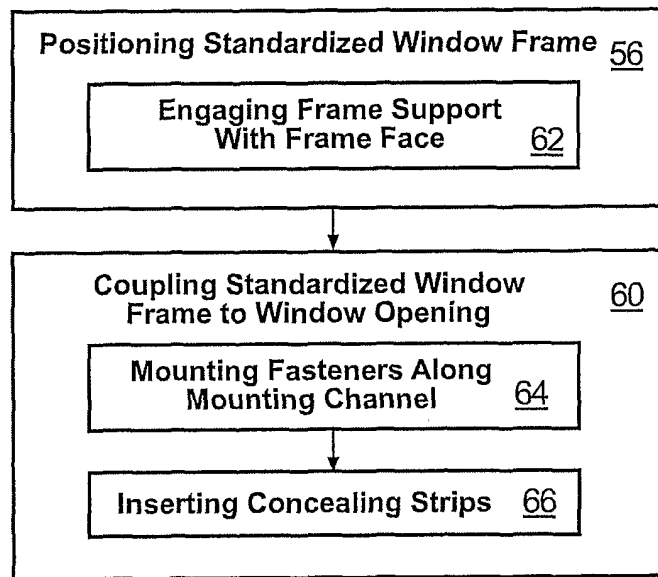 Positioning Standardized Window Frame 56
Engaging Frame Support
With Frame Face 62
Coupling Standardized Window 60
Frame to Window Opening
Mounting Fasteners Along
Mounting Channel 64
Inserting Concealing Strips 66